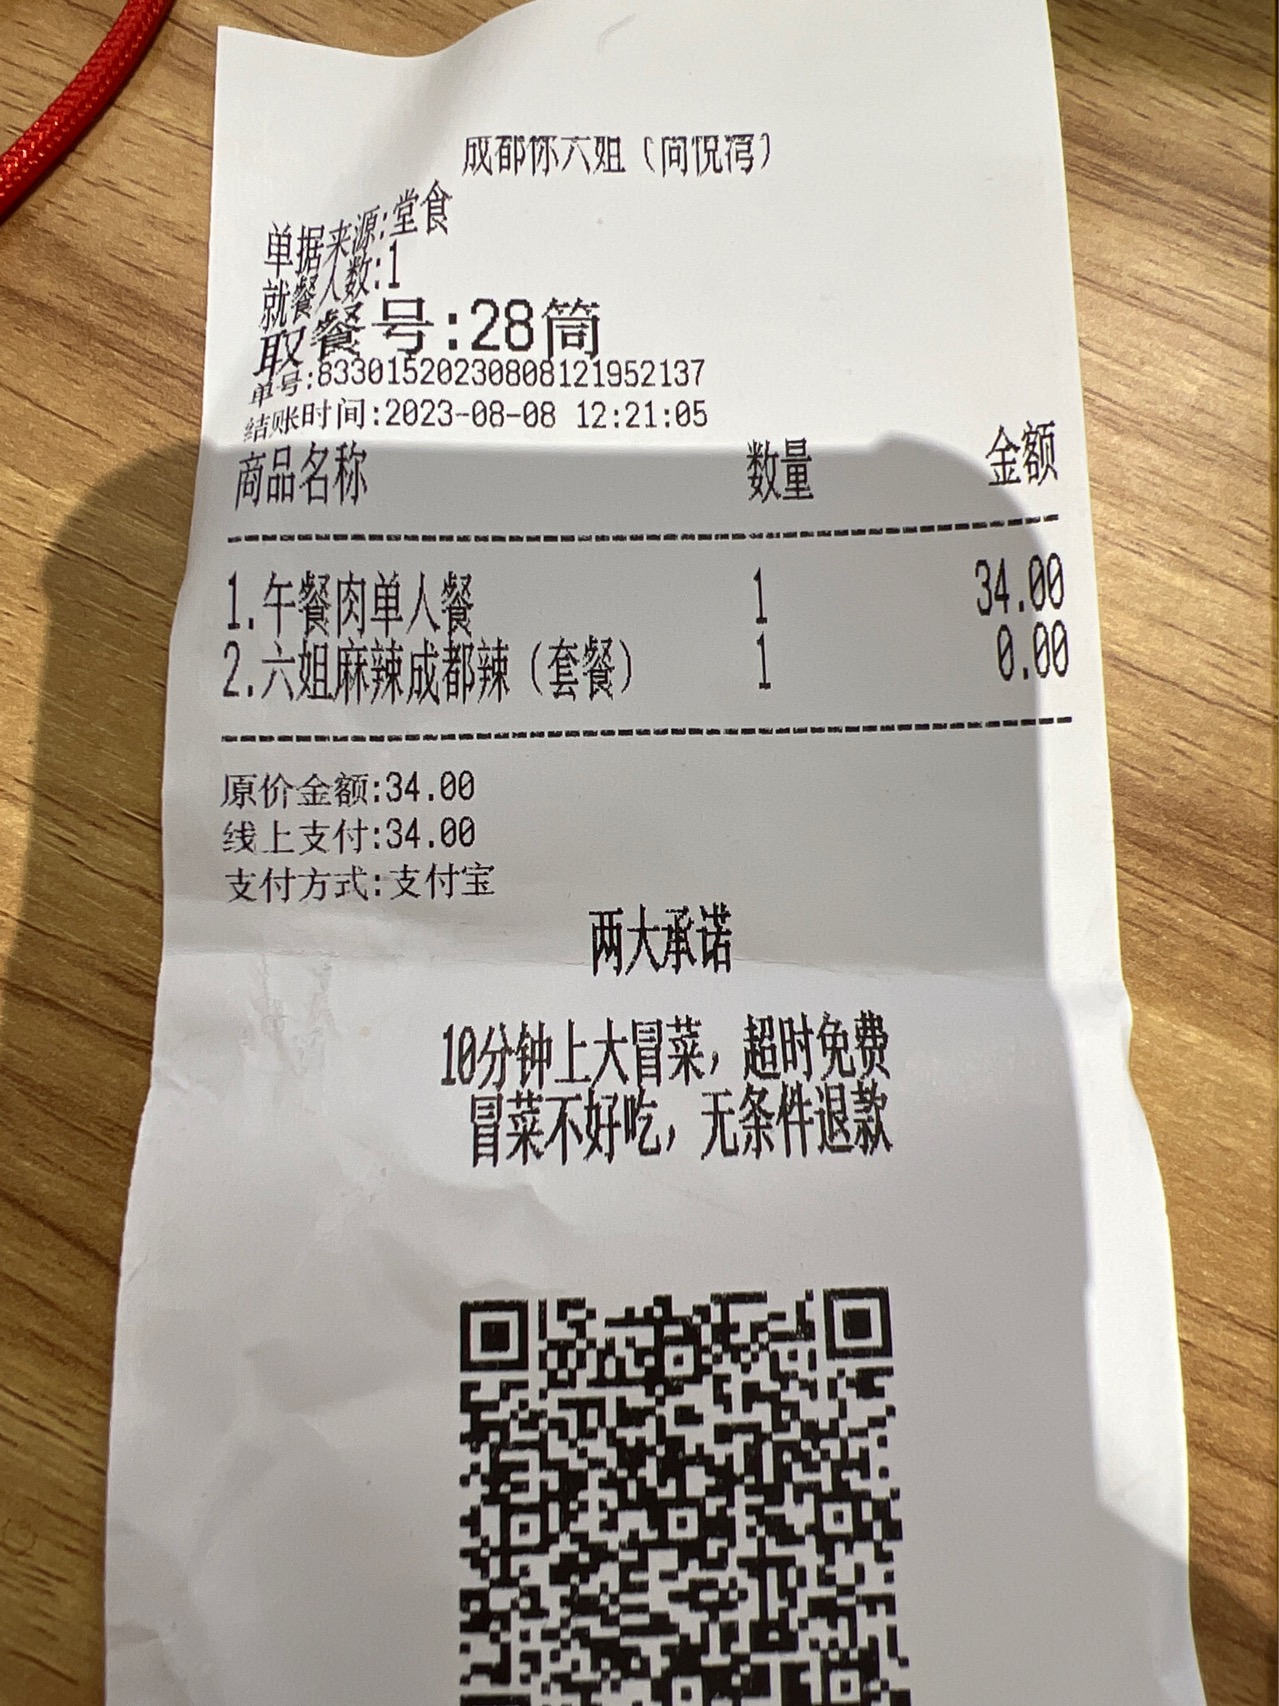 成都你六姐（尚悦湾）
单据来源:堂食
就餐人数:1
取餐号:28筒
单号:83301520230808121952137
结账时间:2023-08-08 12:21:05
商品名称 数量 金额
1.午餐肉单人餐 1 34.00
2.六姐麻辣成都辣（套餐） 1 0.00
原价金额:34.00
线上支付:34.00
支付方式:支付宝
两大承诺
10分钟上大冒菜，超时免费
冒菜不好吃，无条件退款